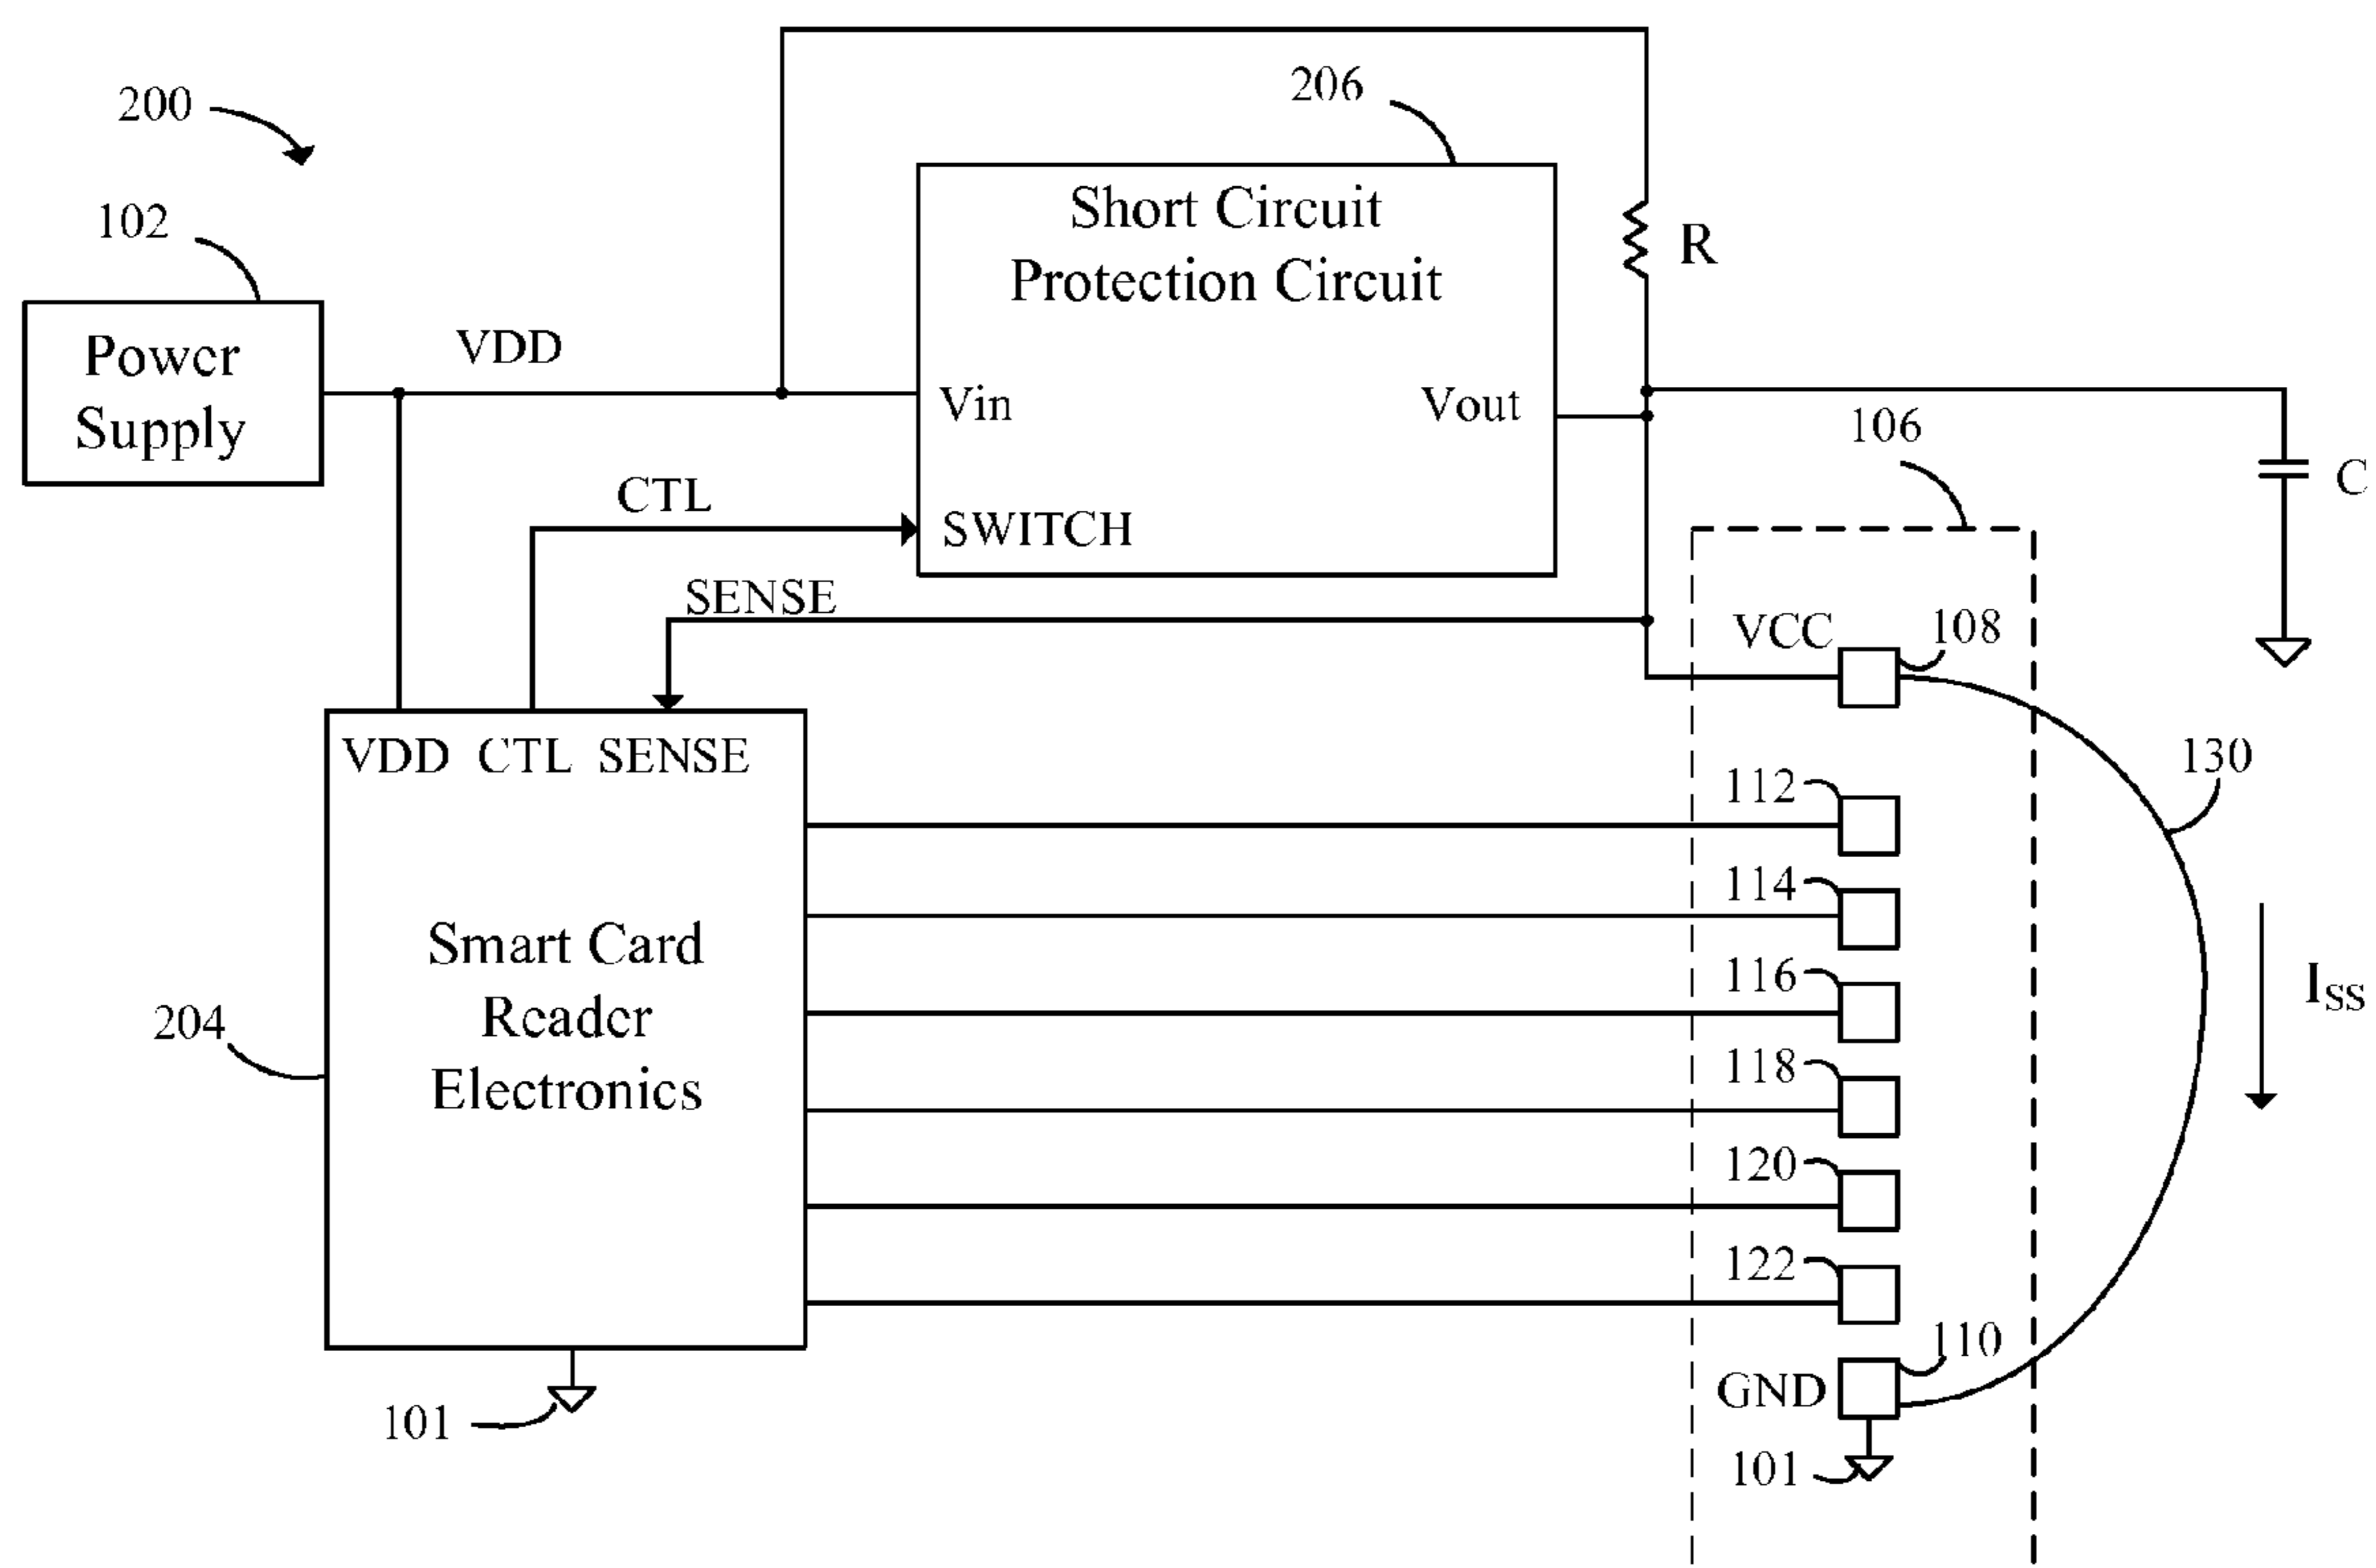 200
206
102
Short Circuit
Protection Circuit
R
Power
Supply
VDD
Vin
Vout
106
C
CTL
SWITCH
SENSE
VCC
108
VDD CTL SENSE
130
112
114
Smart Card
Reader
Electronics
116
ISS
204
118
120
122
110
GND
101
101